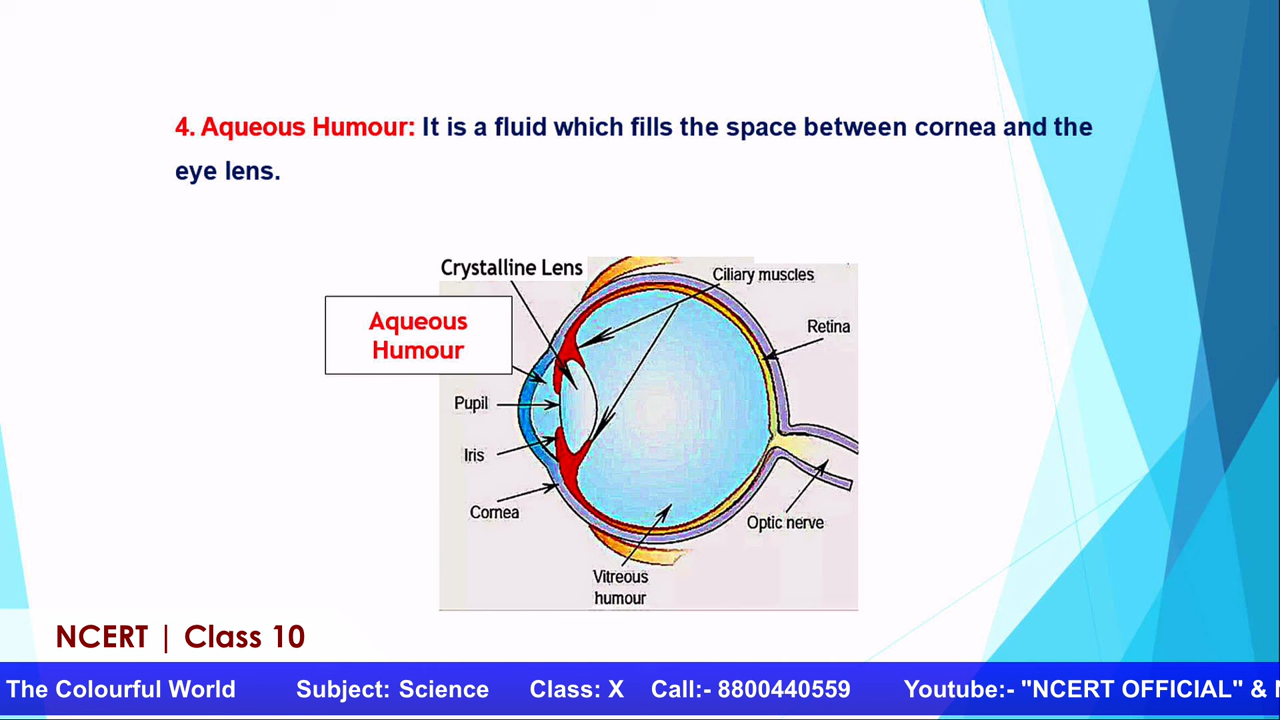 4. Aqueous Humour: It is a fluid which fills the space between cornea and the
eye lens.
Crystalline Lens
Ciliary muscles
Aqueous
Humour
Retina
Pupil
Iris
Cornea
Optic nerve
Vitreous
humour
NCERT | Class 10
The Colourful World Subject: Science Class: X Call:- 8800440559 Youtube:- "NCERT OFFICIAL" &